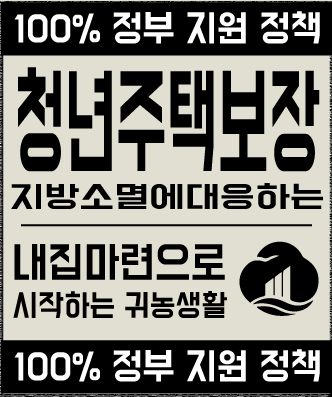 100% 정부 지원 정책
청년주택보장
지방소멸에대응하는
내집마련으로
시작하는 귀농생활
100% 정부 지원 정책